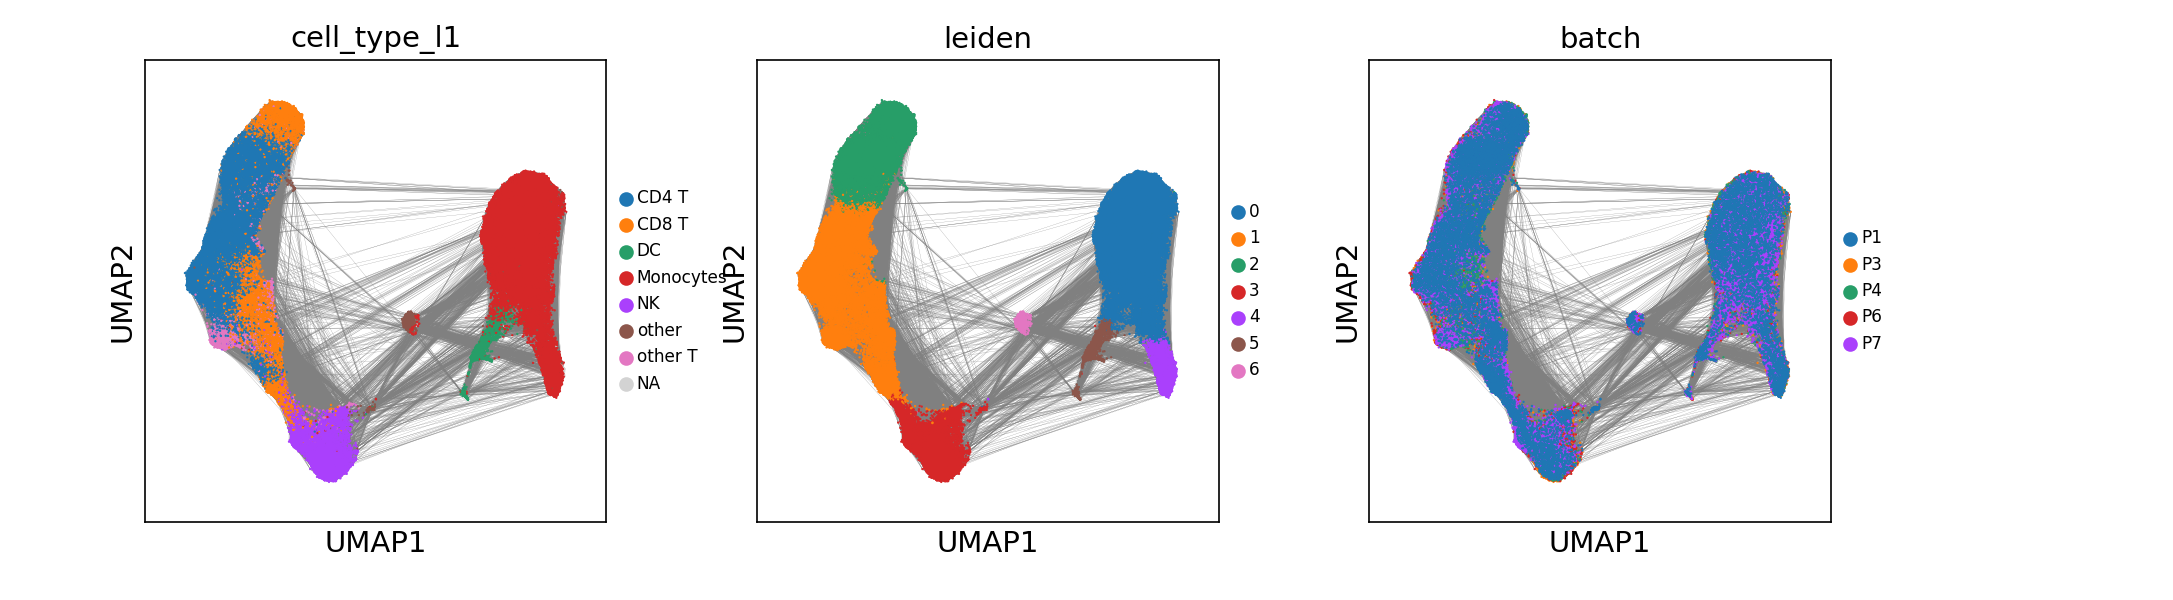 cell_type_l1
UMAP2
UMAP1
CD4 T
CD8 T
DC
Monocytes
NK
other
other T
NA
leiden
UMAP2
UMAP1
0
1
2
3
4
5
6
batch
UMAP2
UMAP1
P1
P3
P4
P6
P7